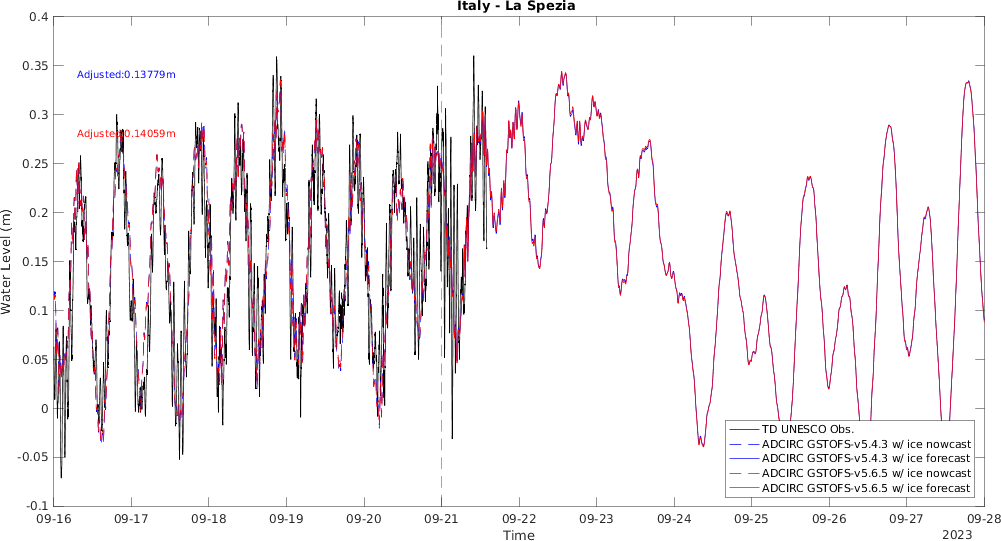 Italy - La Spezia
0.4
0.35
0.3
0.25
0.2
0.15
0.1
0.05
0
-0.05
-0.1
Water Level (m)
Adjusted:0.13779m
Adjusted:0.14059m
TD UNESCO Obs.
ADCIRC GSTOFS-v5.4.3 w/ ice nowcast
ADCIRC GSTOFS-v5.4.3 w/ ice forecast
ADCIRC GSTOFS-v5.6.5 w/ ice nowcast
ADCIRC GSTOFS-v5.6.5 w/ ice forecast
09-16 09-17 09-18 09-19 09-20 09-21 09-22 09-23 09-24 09-25 09-26 09-27 09-28
Time
2023